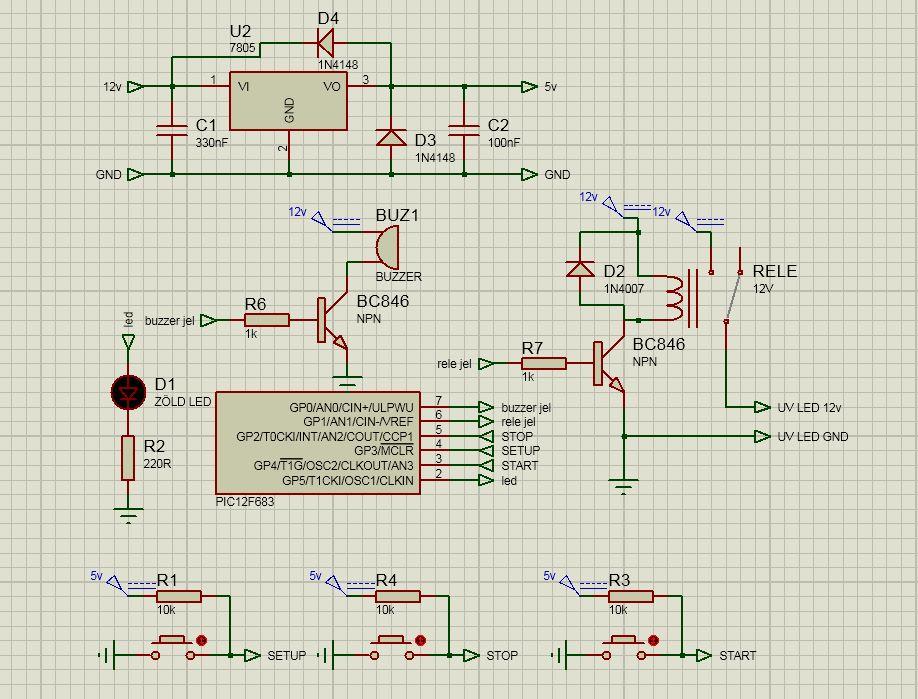 D4
1N4148
U2
7805
12v
1
VI
VO
3
5v
GND
2
C1
330nF
D3
1N4148
C2
100nF
GND
GND
12v
BUZ1
BUZZER
R6
1k
buzzer jel
BC846
NPN
12v
12v
D2
1N4007
RELE
12V
led
D1
ZÖLD LED
R2
220R
rele jel
R7
1k
BC846
NPN
UV LED 12v
UV LED GND
GP0/AN0/CIN+/ULPWU
7
buzzer jel
GP1/AN1/CIN-/VREF
6
rele jel
GP2/T0CKI/INT/AN2/COUT/CCP1
5
STOP
GP3/MCLR
4
SETUP
GP4/T1G/OSC2/CLKOUT/AN3
3
START
GP5/T1CKI/OSC1/CLKIN
2
led
PIC12F683
5v
R1
10k
SETUP
5v
R4
10k
STOP
5v
R3
10k
START